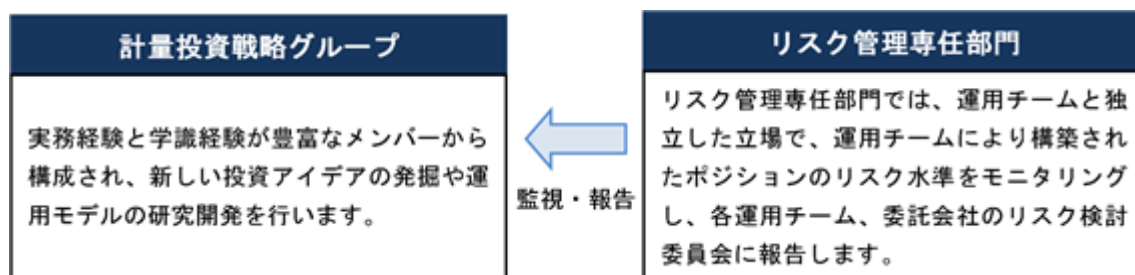 計量投資戦略グループ
実務経験と学識経験が豊富なメンバーから
構成され、新しい投資アイデアの発掘や運
用モデルの研究開発を行います。
監視・報告
リスク管理専任部門
リスク管理専任部門では、運用チームと独
立した立場で、運用チームにより構築され
たポジションのリスク水準をモニタリング
し、各運用チーム、委託会社のリスク検討
委員会に報告します。